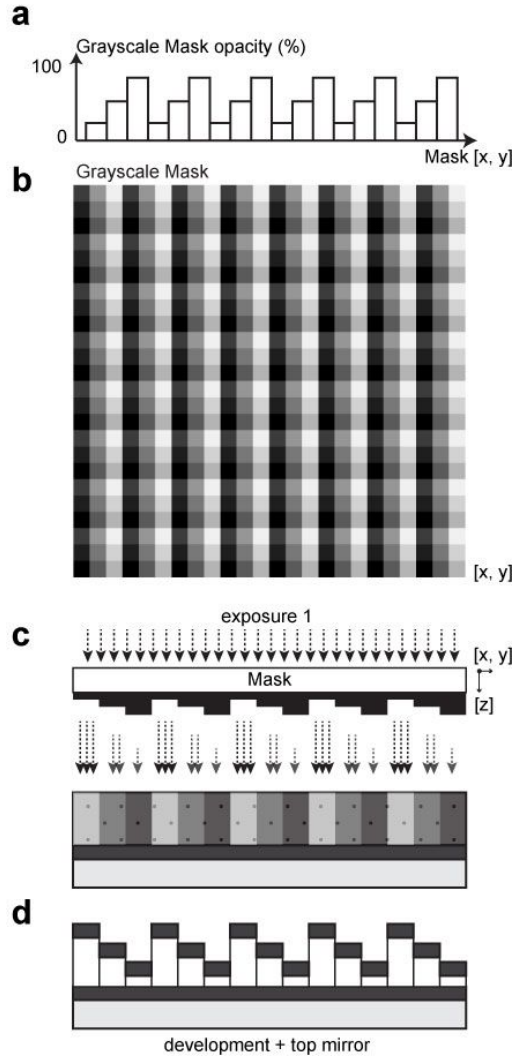 a
Grayscale Mask opacity (%)
100
0
Mask [x, y]
b
Grayscale Mask
[x, y]
c
exposure 1
[x, y]
Mask
[z]
d
development + top mirror